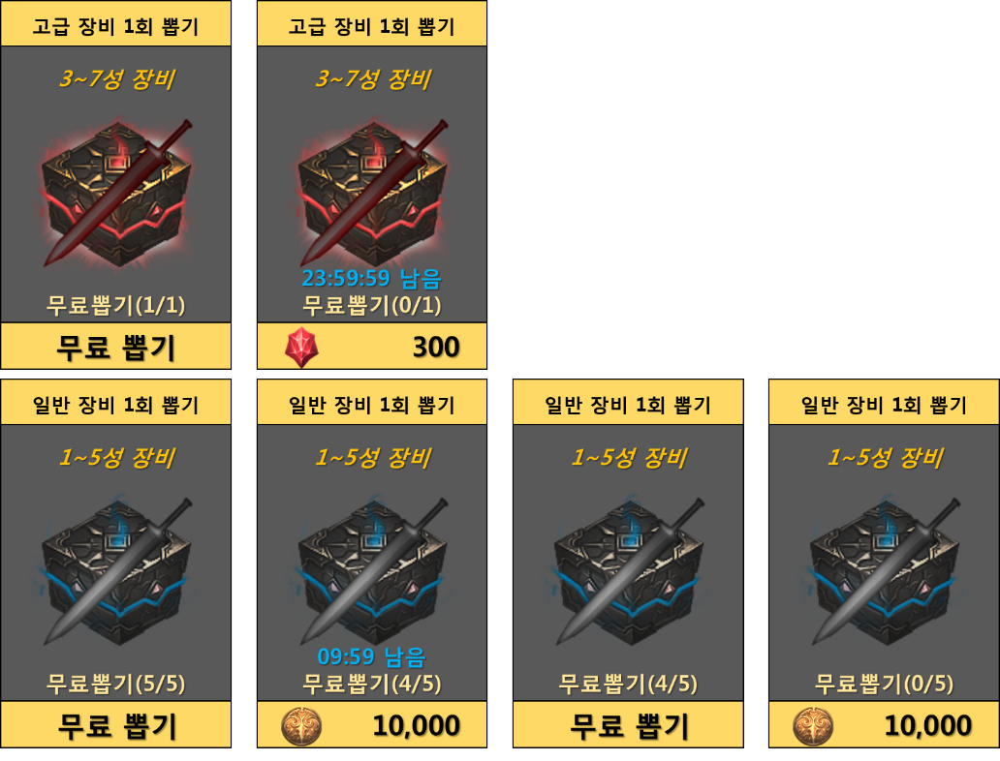 고급 장비 1회 뽑기
3~7성 장비
무료뽑기(1/1)
무료 뽑기
고급 장비 1회 뽑기
3~7성 장비
23:59:59 남음
무료뽑기(0/1)
300
일반 장비 1회 뽑기
1~5성 장비
무료뽑기(5/5)
무료 뽑기
일반 장비 1회 뽑기
1~5성 장비
09:59 남음
무료뽑기(4/5)
10,000
일반 장비 1회 뽑기
1~5성 장비
무료뽑기(4/5)
무료 뽑기
일반 장비 1회 뽑기
1~5성 장비
무료뽑기(0/5)
10,000